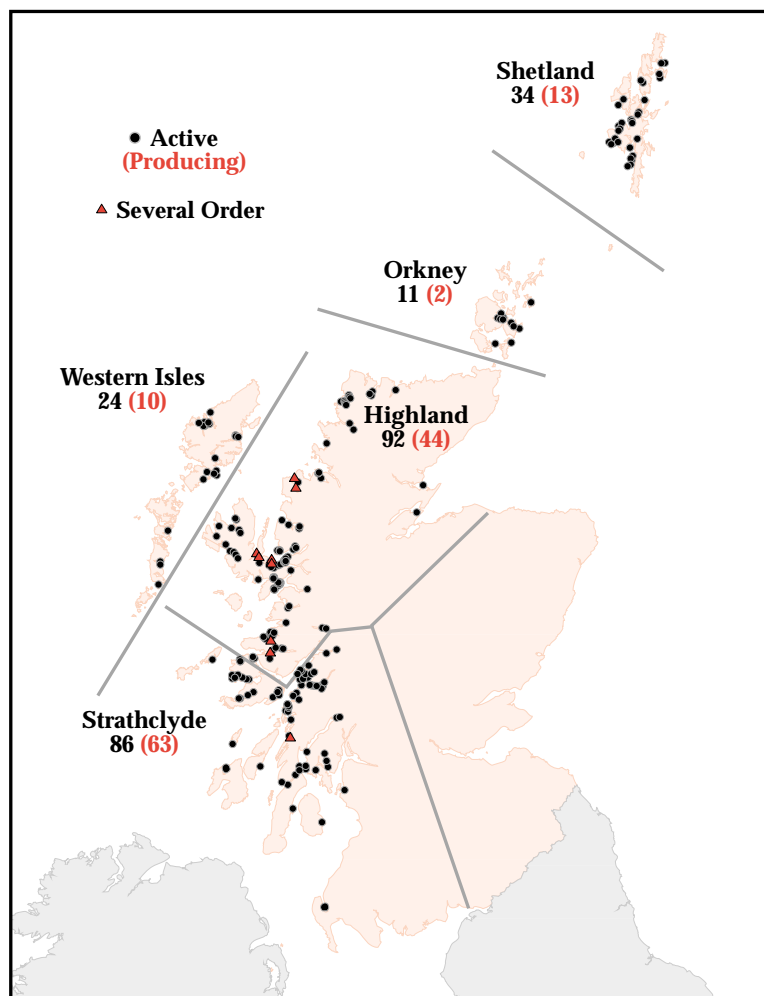 Shetland
34 (13)
Active
(Producing)
Several Order
Orkney
11 (2)
Western Isles
24 (10)
Highland
92 (44)
Strathclyde
86 (63)